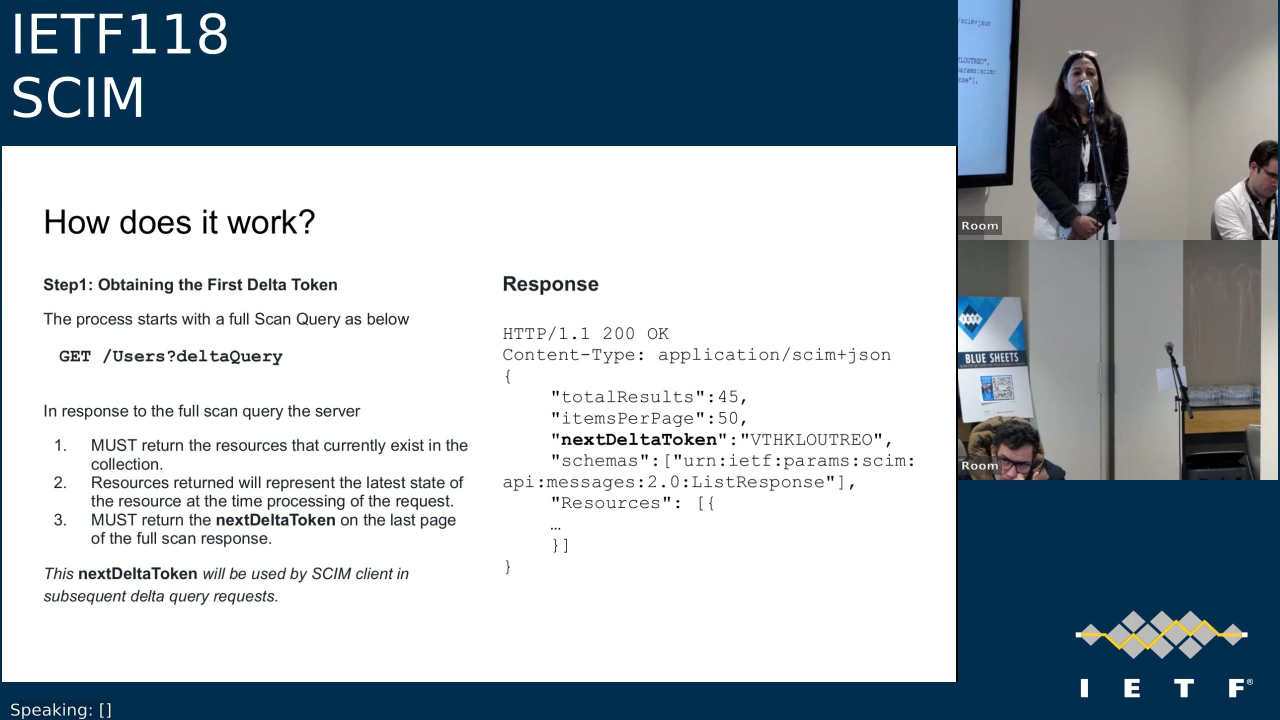 IETF118
SCIM
How does it work?
Step1: Obtaining the First Delta Token
The process starts with a full Scan Query as below
GET /Users?deltaQuery
In response to the full scan query the server
1. MUST return the resources that currently exist in the
collection.
2. Resources returned will represent the latest state of
the resource at the time processing of the request.
3. MUST return the nextDeltaToken on the last page
of the full scan response.
This nextDeltaToken will be used by SCIM client in
subsequent delta query requests.
Response
HTTP/1.1 200 OK
Content-Type: application/scim+json
{
"totalResults":45,
"itemsPerPage":50,
"nextDeltaToken":"VTHKLOUTREO",
"schemas":["urn:ietf:params:scim:
api:messages:2.0:ListResponse"],
"Resources": [{
…
}]
}
/scim+json
KLOUTREO",
params:scim:
nse"],
Room
BLUE SHEETS
Room
I E T F®
Speaking: []